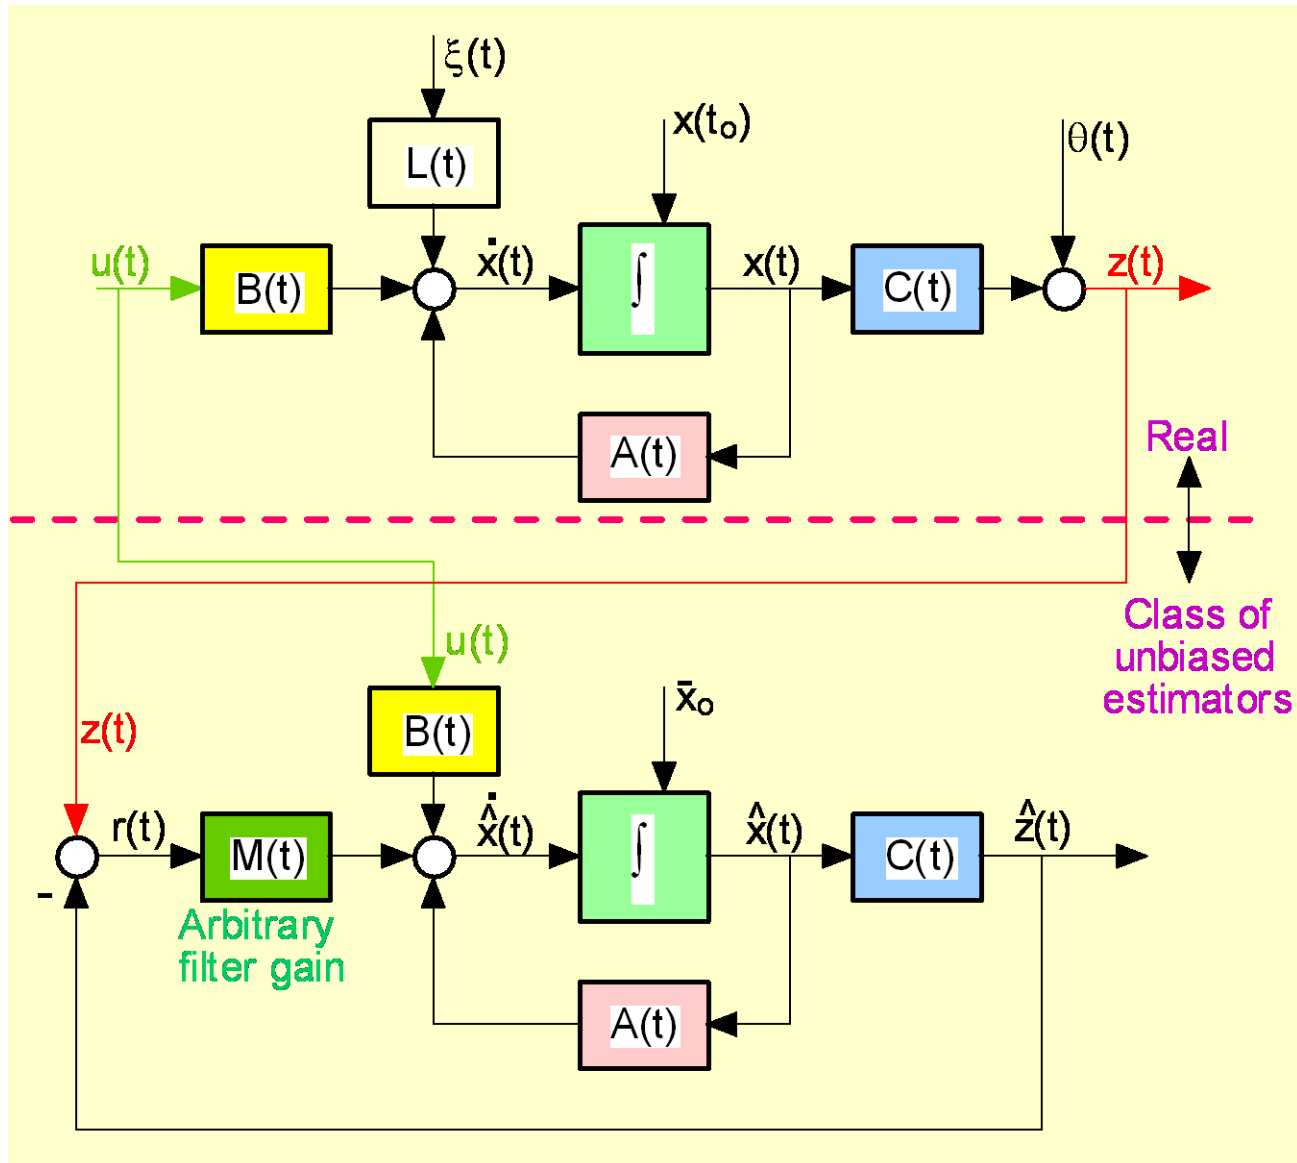 ξ(t)
L(t)
x(t₀)
θ(t)
u(t)
B(t)
ẋ(t)
∫
x(t)
C(t)
z(t)
A(t)
Real
Class of
unbiased
estimators
u(t)
x̄₀
z(t)
B(t)
r(t)
M(t)
x̂̇(t)
∫
x̂(t)
C(t)
ẑ(t)
-
Arbitrary
filter gain
A(t)